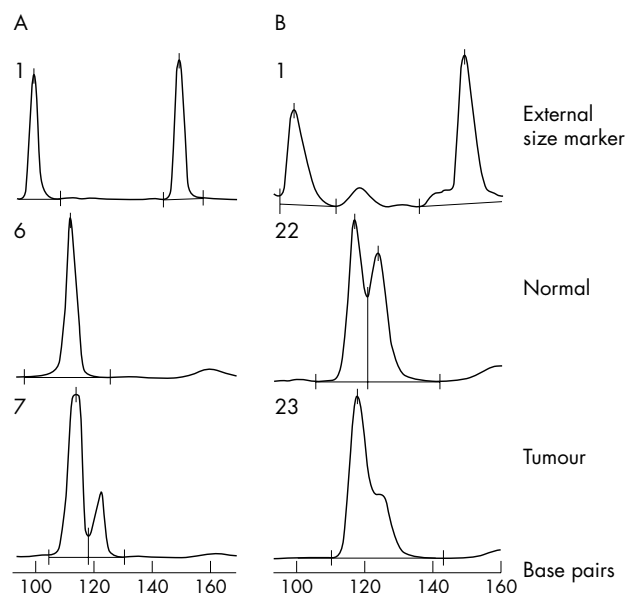 A
B
1
1
External
size marker
6
22
Normal
7
23
Tumour
Base pairs
100 120 140 160
100 120 140 160